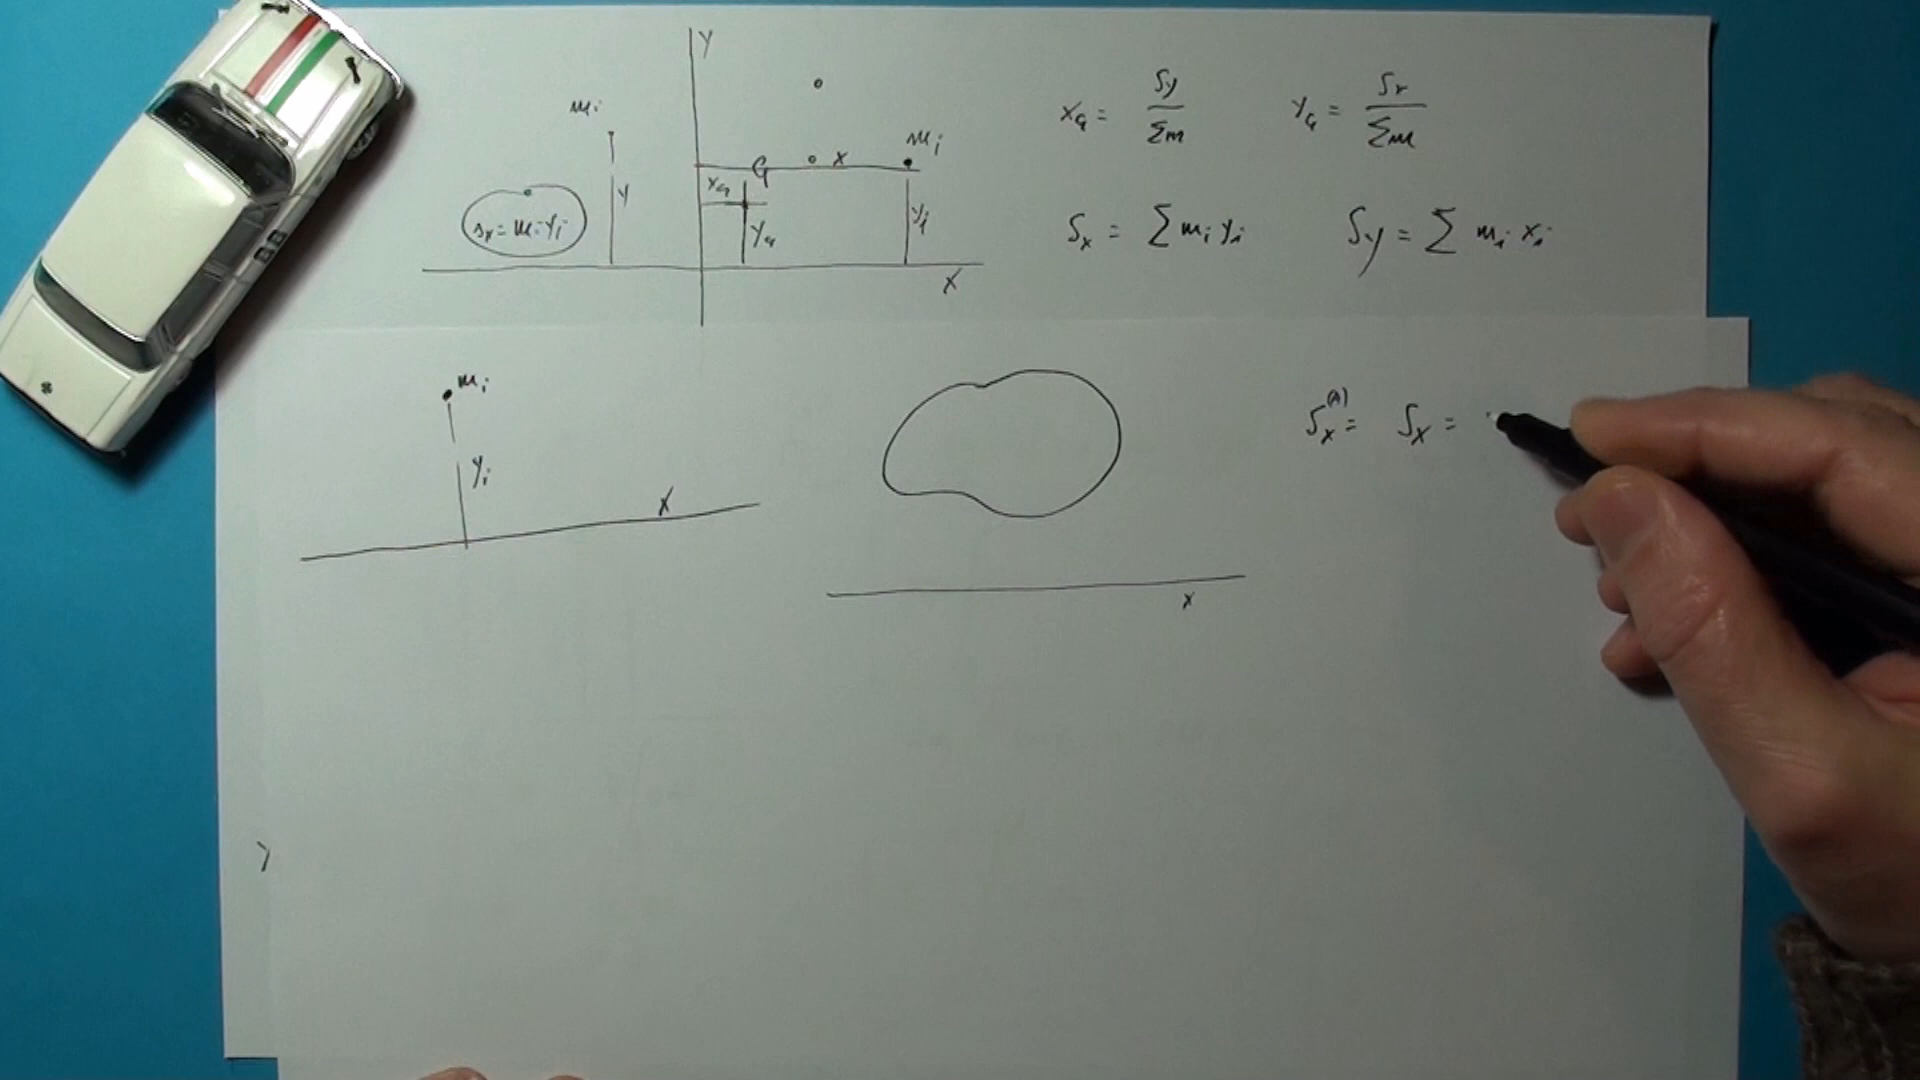 Y
mi
mi
x
G
xG
y
yi
yG
sx = mi yi
X
xG = Sy / Σm
yG = Sx / Σm
Sx = Σ mi yi
Sy = Σ mi xi
mi
yi
X
x
Sx(A) = Sx =